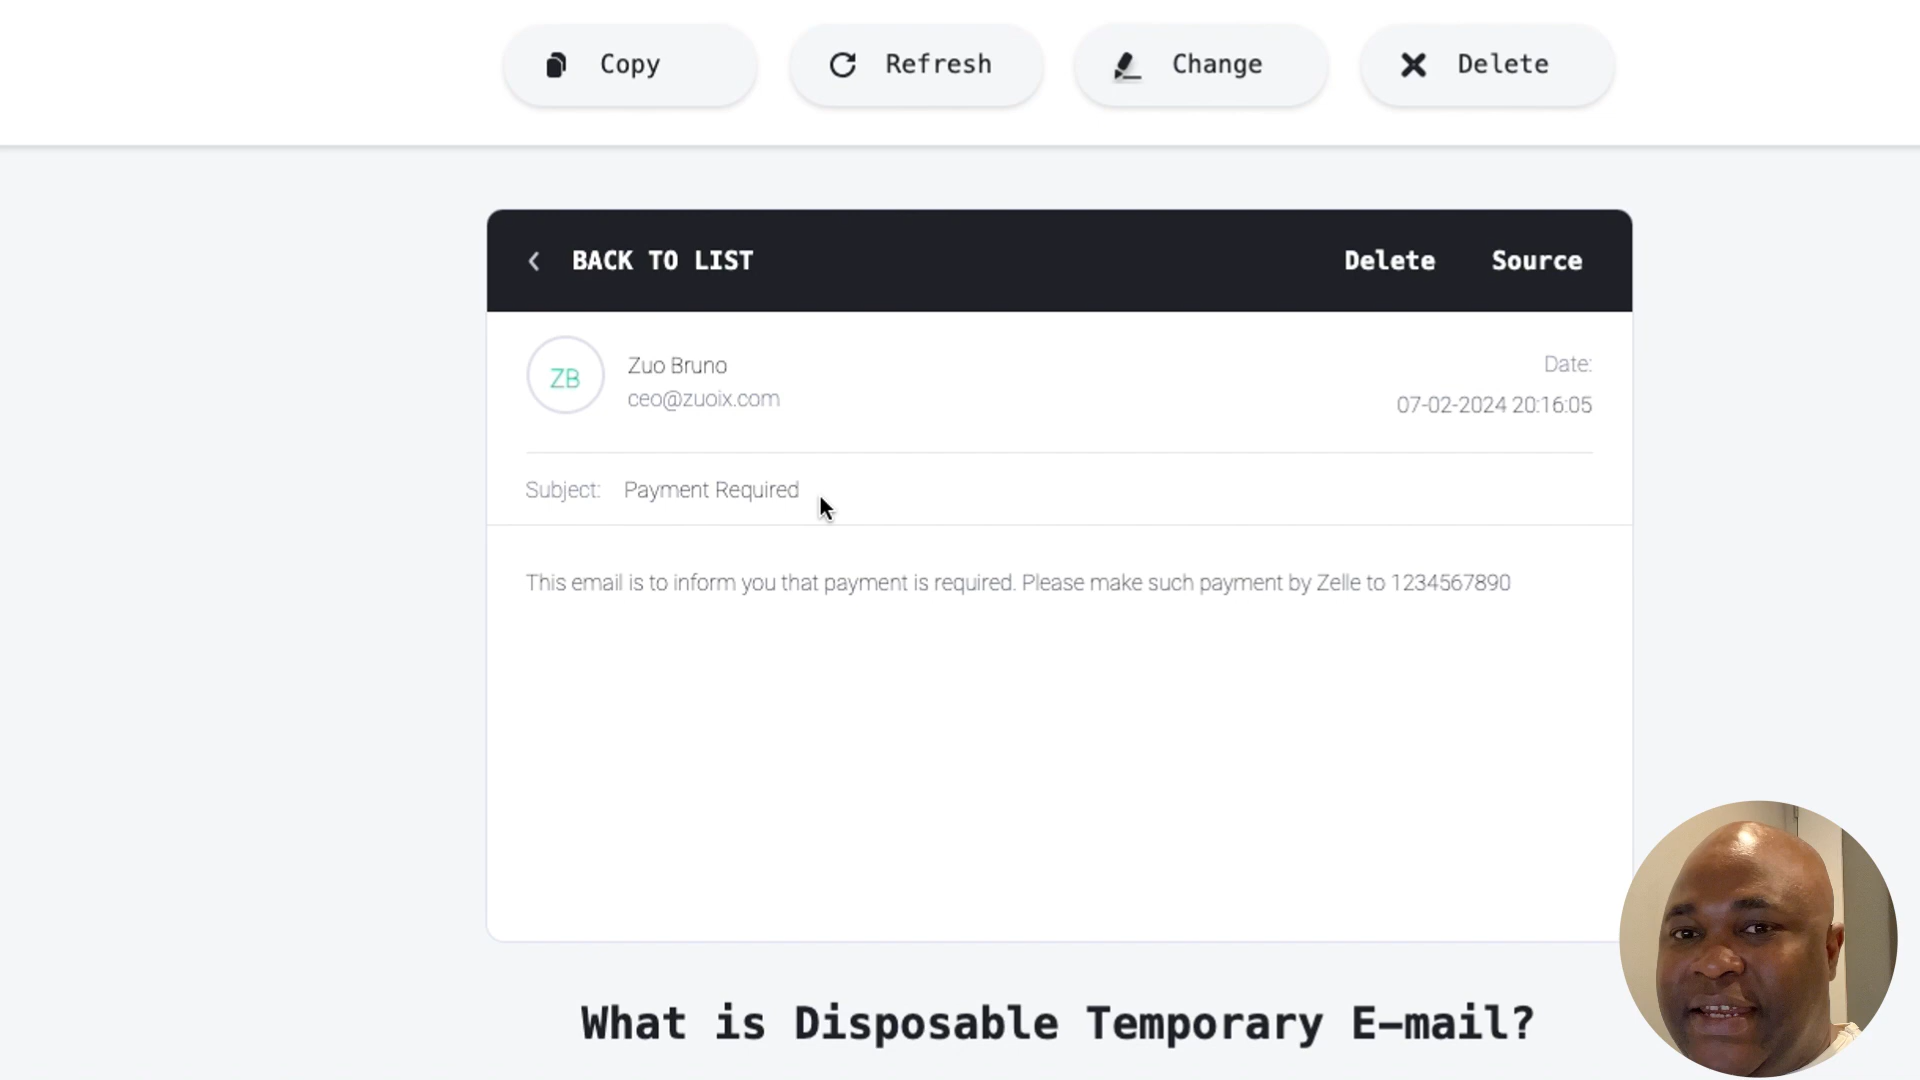 Copy Refresh Change Delete
BACK TO LIST Delete Source
ZB
Zuo Bruno
ceo@zuoix.com
Date:
07-02-2024 20:16:05
Subject: Payment Required
This email is to inform you that payment is required. Please make such payment by Zelle to 1234567890
What is Disposable Temporary E-mail?